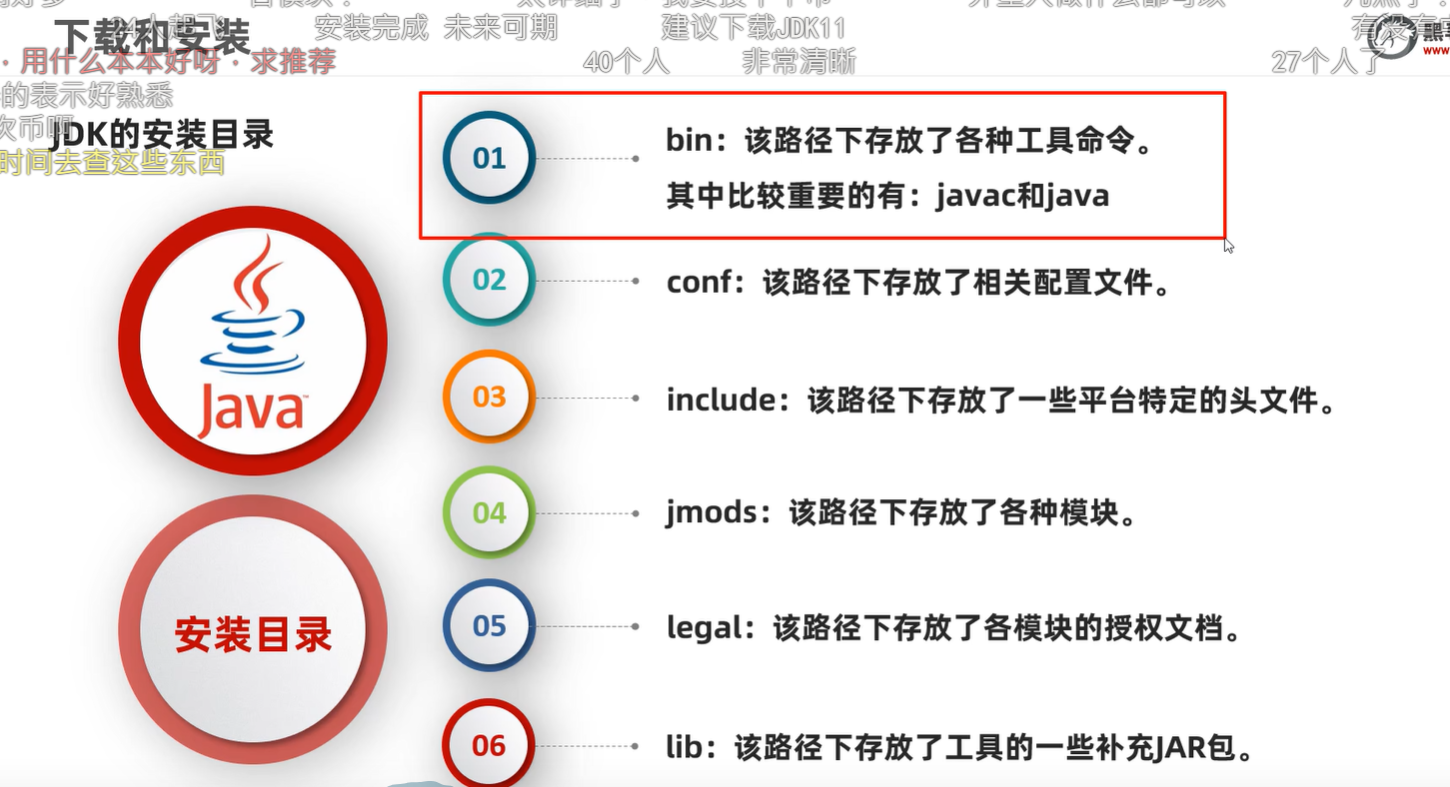 下载和安装
安装完成 未来可期
建议下载JDK11
· 用什么本本好呀 · 求推荐
40个人
非常清晰
27个人了
的表示好熟悉
JDK的安装目录
时间去查这些东西
01
bin：该路径下存放了各种工具命令。
其中比较重要的有：javac和java
02
conf：该路径下存放了相关配置文件。
Java
03
include：该路径下存放了一些平台特定的头文件。
04
jmods：该路径下存放了各种模块。
安装目录
05
legal：该路径下存放了各模块的授权文档。
06
lib：该路径下存放了工具的一些补充JAR包。